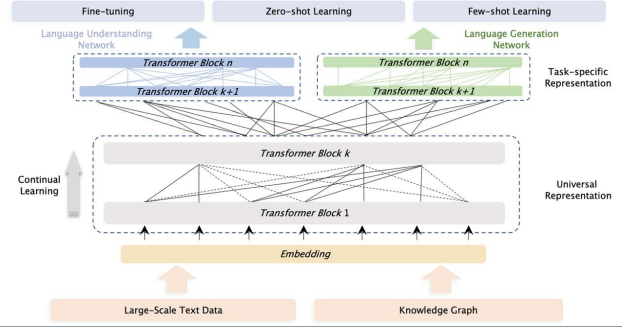 Fine-tuning
Zero-shot Learning
Few-shot Learning
Language Understanding
Network
Language Generation
Network
Transformer Block n
Transformer Block n
Transformer Block k+1
Transformer Block k+1
Task-specific
Representation
Transformer Block k
Continual
Learning
Universal
Representation
Transformer Block 1
Embedding
Large-Scale Text Data
Knowledge Graph